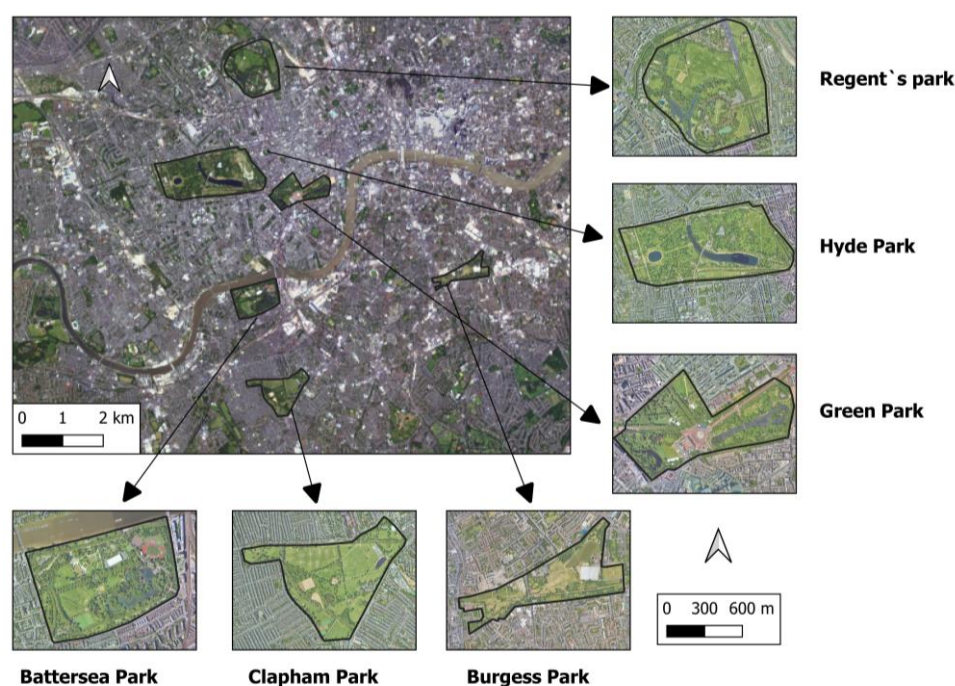 Regent`s park
Hyde Park
Green Park
0 1 2 km
0 300 600 m
Battersea Park Clapham Park Burgess Park